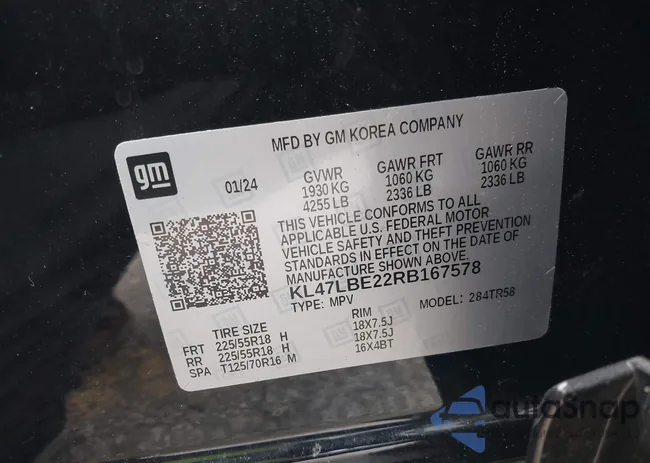 MFD BY GM KOREA COMPANY
gm
01/24
GVWR GAWR FRT GAWR RR
1930 KG 1060 KG 1060 KG
4255 LB 2336 LB 2336 LB
THIS VEHICLE CONFORMS TO ALL
APPLICABLE U.S. FEDERAL MOTOR
VEHICLE SAFETY AND THEFT PREVENTION
STANDARDS IN EFFECT ON THE DATE OF
MANUFACTURE SHOWN ABOVE.
KL47LBE22RB167578
TYPE: MPV MODEL: 284TR58
TIRE SIZE RIM
FRT 225/55R18 H 18X7.5J
RR 225/55R18 H 18X7.5J
SPA T125/70R16 M 16X4BT
autoSnap